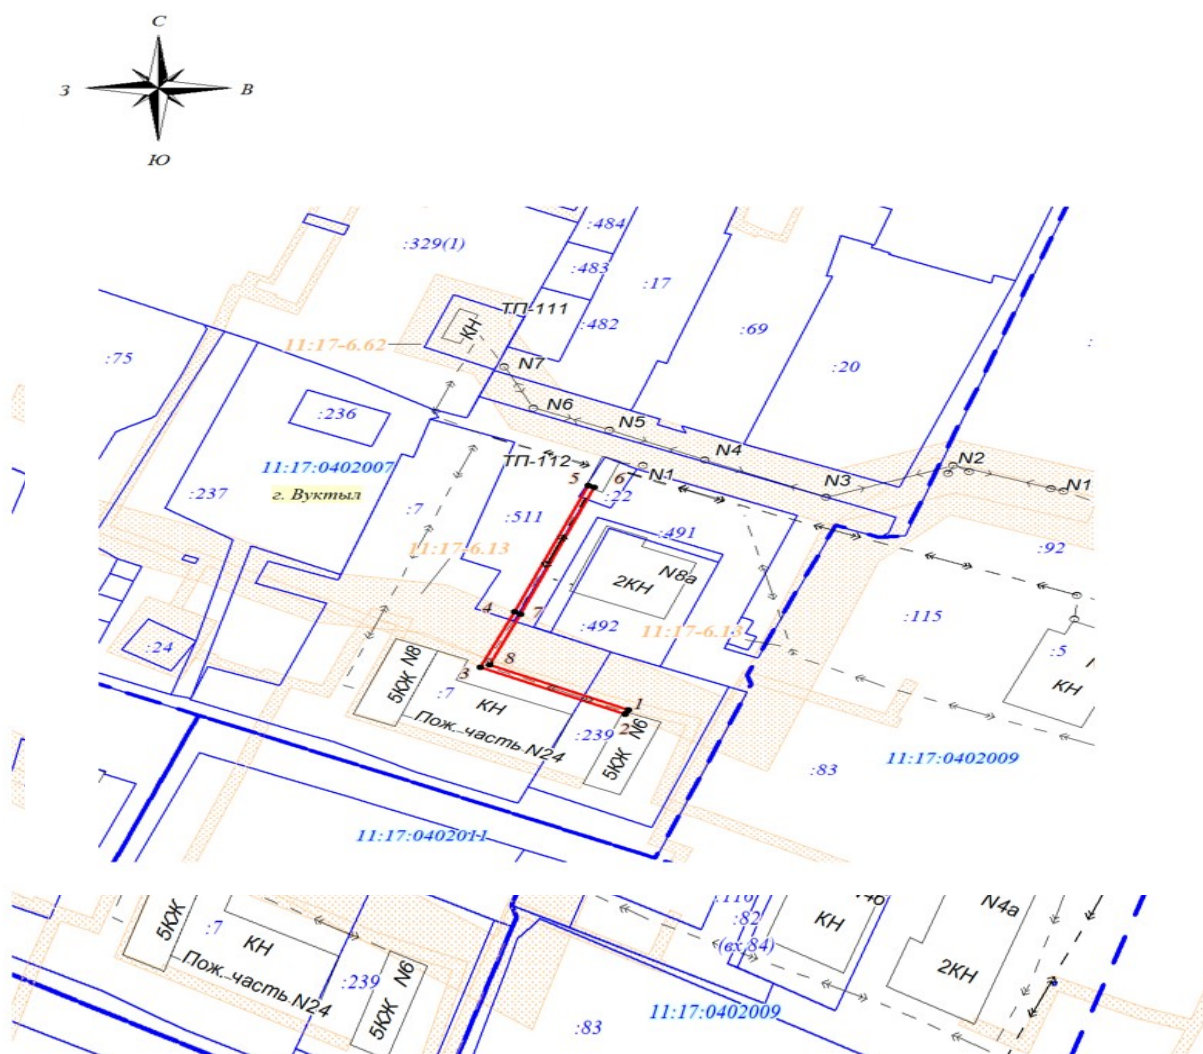 С
З
В
Ю
:484
:329(1)
:483
:17
ТП-111
:482
КН
:69
11:17-6.62
:75
:20
N7
:236
N6
N5
N4
ТП-112
N1
N2
11:17:0402007
5
6
N3
N1
г. Вуктыл
:237
:22
:7
:511
:491
:92
11:17-6.13
N8а
2КН
4
7
:492
11:17-6.13
:115
:24
:5
5КЖ N8
8
3
КН
:7
КН
1
2
Пож. часть N24
:239
5КЖ N6
11:17:0402009
:83
11:17:0402011
5КЖ
:7
КН
Пож. часть N24
:239
5КЖ N6
:116
:82
(вх.84)
КН
N4а
2КН
11:17:0402009
:83